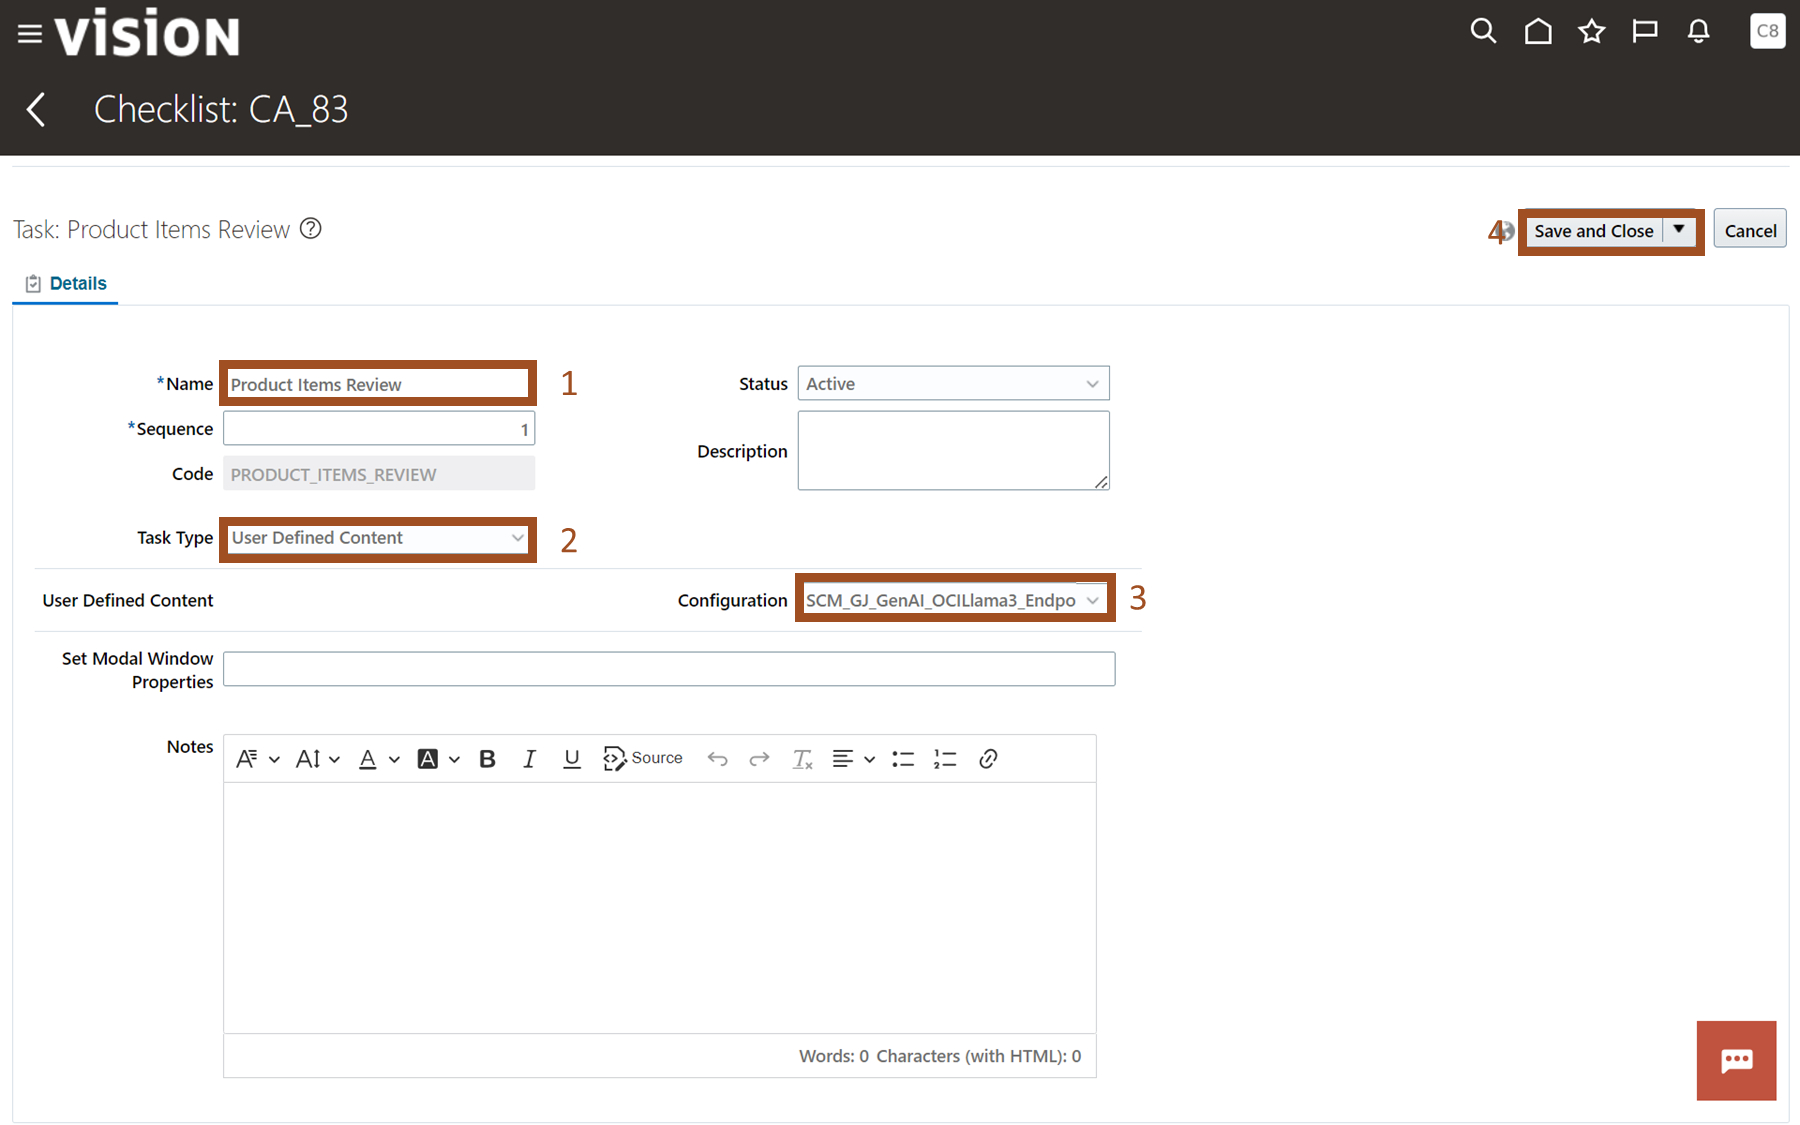 VISION
C8
Checklist: CA_83
Task: Product Items Review ?
4 Save and Close Cancel
Details
*Name Product Items Review 1
Status Active
*Sequence 1
Code PRODUCT_ITEMS_REVIEW
Description
Task Type User Defined Content 2
User Defined Content
Configuration SCM_GJ_GenAI_OCILlama3_Endpo 3
Set Modal Window
Properties
Notes
B I U Source
Words: 0 Characters (with HTML): 0